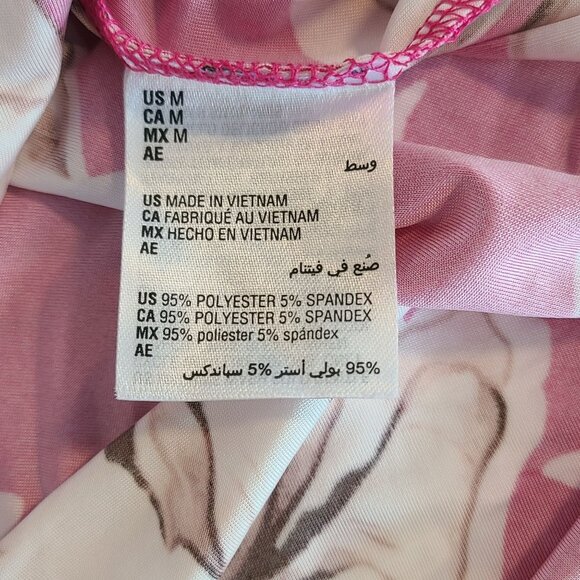 US M
CA M
MX M
AE
وسط
US MADE IN VIETNAM
CA FABRIQUÉ AU VIETNAM
MX HECHO EN VIETNAM
AE
صُنع في فيتنام
US 95% POLYESTER 5% SPANDEX
CA 95% POLYESTER 5% SPANDEX
MX 95% poliester 5% spándex
AE
95% بولي أستر 5% سباندكس